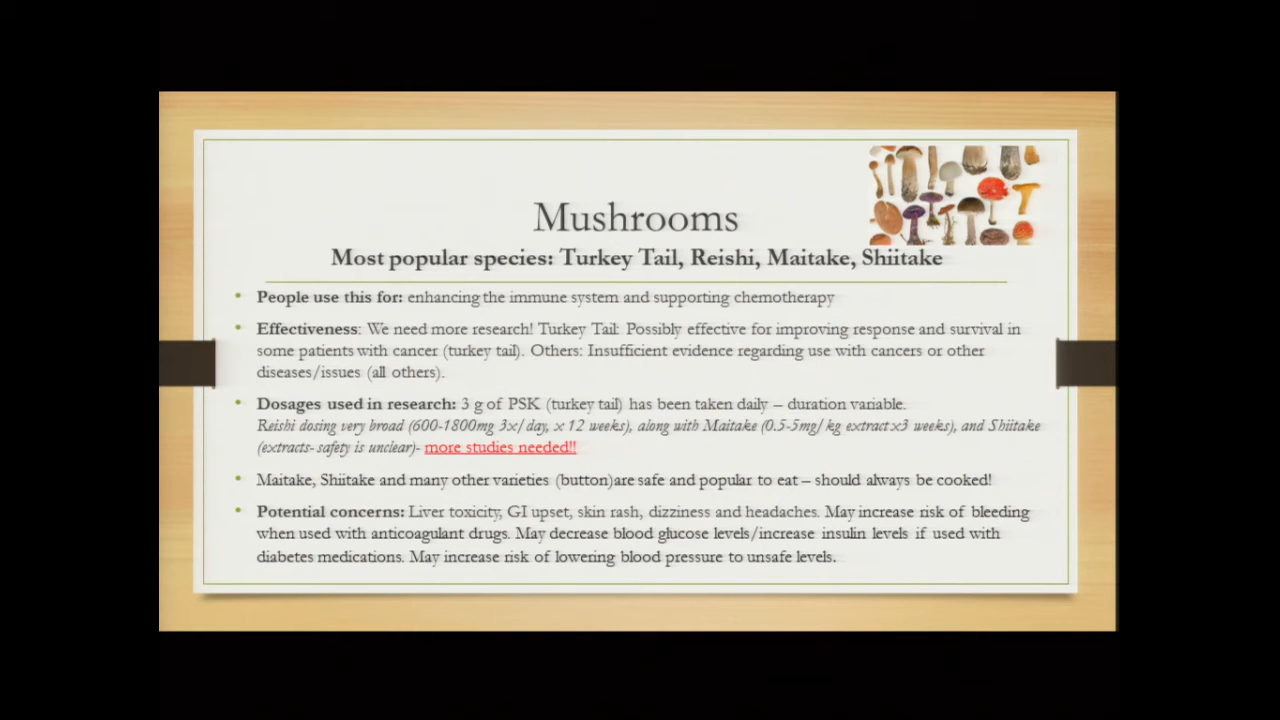 Mushrooms
Most popular species: Turkey Tail, Reishi, Maitake, Shiitake
• People use this for: enhancing the immune system and supporting chemotherapy
• Effectiveness: We need more research! Turkey Tail: Possibly effective for improving response and survival in
some patients with cancer (turkey tail). Others: Insufficient evidence regarding use with cancers or other
diseases/issues (all others).
• Dosages used in research: 3 g of PSK (turkey tail) has been taken daily – duration variable.
Reishi dosing very broad (600-1800mg 3x/day, x 12 weeks), along with Maitake (0.5-5mg/kg extract x3 weeks), and Shiitake
(extracts- safety is unclear)- more studies needed!!
• Maitake, Shiitake and many other varieties (button)are safe and popular to eat – should always be cooked!
• Potential concerns: Liver toxicity, GI upset, skin rash, dizziness and headaches. May increase risk of bleeding
when used with anticoagulant drugs. May decrease blood glucose levels/increase insulin levels if used with
diabetes medications. May increase risk of lowering blood pressure to unsafe levels.